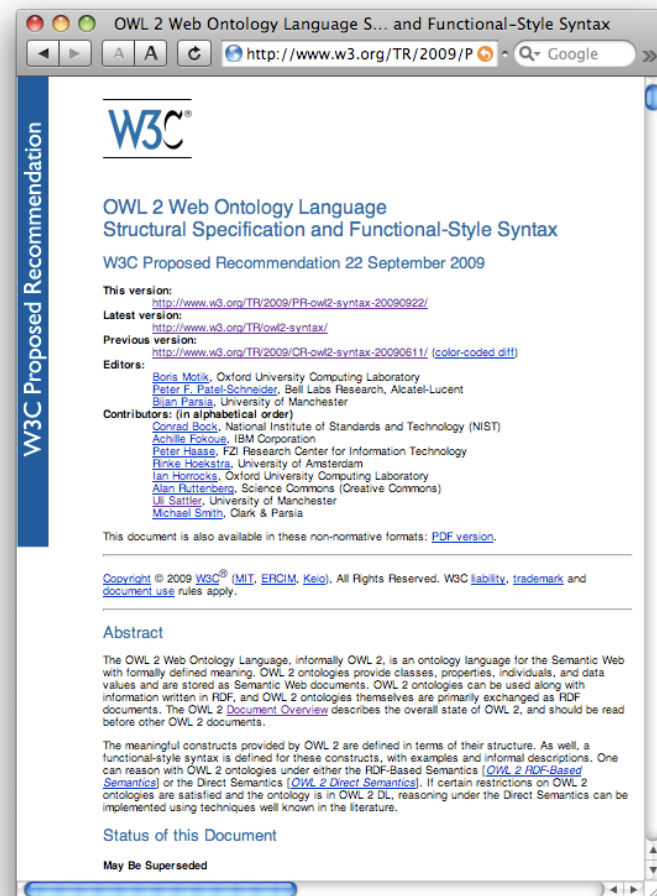 OWL 2 Web Ontology Language S... and Functional-Style Syntax
A A http://www.w3.org/TR/2009/P Google
W3C Proposed Recommendation
W3C®
OWL 2 Web Ontology Language
Structural Specification and Functional-Style Syntax
W3C Proposed Recommendation 22 September 2009
This version:
http://www.w3.org/TR/2009/PR-owl2-syntax-20090922/
Latest version:
http://www.w3.org/TR/owl2-syntax/
Previous version:
http://www.w3.org/TR/2009/CR-owl2-syntax-20090611/ (color-coded diff)
Editors:
Boris Motik, Oxford University Computing Laboratory
Peter F. Patel-Schneider, Bell Labs Research, Alcatel-Lucent
Bijan Parsia, University of Manchester
Contributors: (in alphabetical order)
Conrad Bock, National Institute of Standards and Technology (NIST)
Achille Fokoue, IBM Corporation
Peter Haase, FZI Research Center for Information Technology
Rinke Hoekstra, University of Amsterdam
Ian Horrocks, Oxford University Computing Laboratory
Alan Ruttenberg, Science Commons (Creative Commons)
Uli Sattler, University of Manchester
Michael Smith, Clark & Parsia
This document is also available in these non-normative formats: PDF version.
Copyright © 2009 W3C® (MIT, ERCIM, Keio), All Rights Reserved. W3C liability, trademark and
document use rules apply.
Abstract
The OWL 2 Web Ontology Language, informally OWL 2, is an ontology language for the Semantic Web
with formally defined meaning. OWL 2 ontologies provide classes, properties, individuals, and data
values and are stored as Semantic Web documents. OWL 2 ontologies can be used along with
information written in RDF, and OWL 2 ontologies themselves are primarily exchanged as RDF
documents. The OWL 2 Document Overview describes the overall state of OWL 2, and should be read
before other OWL 2 documents.
The meaningful constructs provided by OWL 2 are defined in terms of their structure. As well, a
functional-style syntax is defined for these constructs, with examples and informal descriptions. One
can reason with OWL 2 ontologies under either the RDF-Based Semantics [OWL 2 RDF-Based
Semantics] or the Direct Semantics [OWL 2 Direct Semantics]. If certain restrictions on OWL 2
ontologies are satisfied and the ontology is in OWL 2 DL, reasoning under the Direct Semantics can be
implemented using techniques well known in the literature.
Status of this Document
May Be Superseded